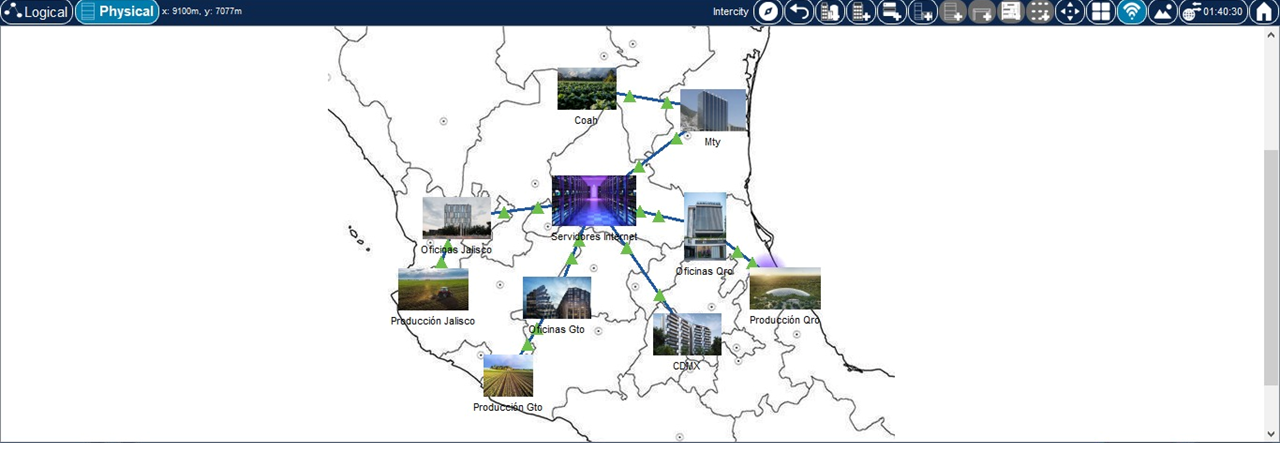 Logical
Physical
x: 9100m, y: 7077m
Intercity
01:40:30
Coah
Mty
Servidores Internet
Oficinas Jalisco
Oficinas Qro
Producción Jalisco
Oficinas Gto
Producción Qro
CDMX
Producción Gto